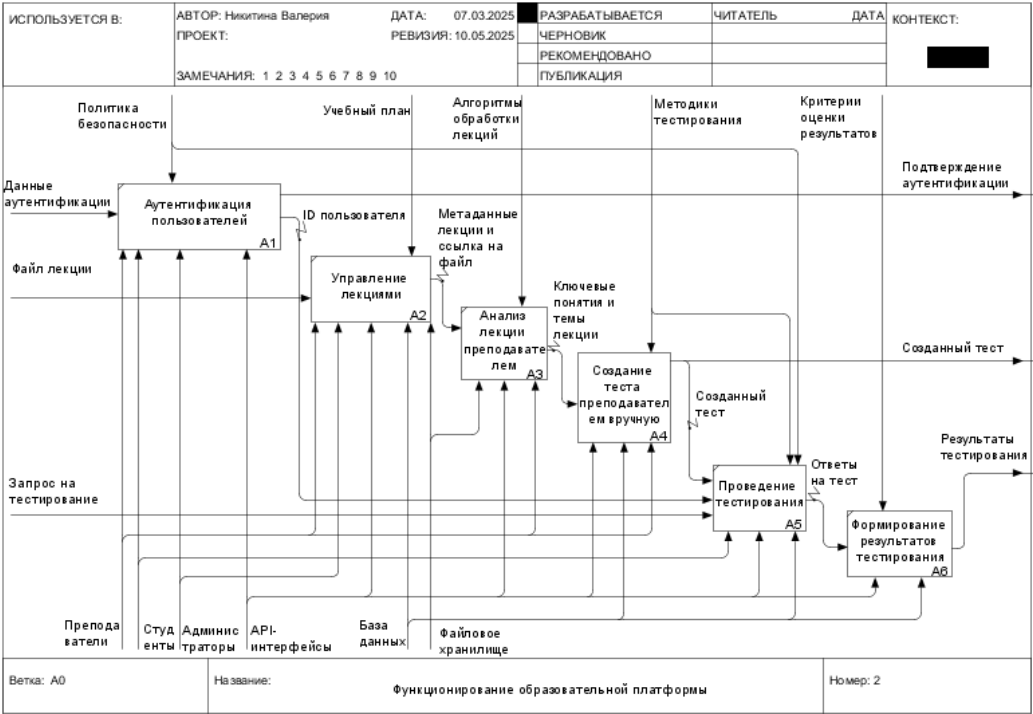 ИСПОЛЬЗУЕТСЯ В:
АВТОР: Никитина Валерия
ДАТА: 07.03.2025
РАЗРАБАТЫВАЕТСЯ
ЧИТАТЕЛЬ
ДАТА
КОНТЕКСТ:
ПРОЕКТ:
РЕВИЗИЯ: 10.05.2025
ЧЕРНОВИК
РЕКОМЕНДОВАНО
ЗАМЕЧАНИЯ: 1 2 3 4 5 6 7 8 9 10
ПУБЛИКАЦИЯ
Политика
безопасности
Учебный план
Алгоритмы
обработки
лекций
Методики
тестирования
Критерии
оценки
результатов
Подтверждение
аутентификации
Данные
аутентификации
Аутентификация
пользователей
A1
ID пользователя
Метаданные
лекции и
ссылка на
файл
Файл лекции
Управление
лекциями
A2
Ключевые
понятия и
темы
лекции
Анализ
лекции
преподавате
лем
A3
Созданный тест
Создание
теста
преподавател
ем вручную
A4
Созданный
тест
Результаты
тестирования
Запрос на
тестирование
Проведение
тестирования
A5
Ответы
на тест
Формирование
результатов
тестирования
A6
Препода
ватели
Студ
енты
Админис
траторы
API-
интерфейсы
База
данных
Файловое
хранилище
Ветка: A0
Название:
Функционирование образовательной платформы
Номер: 2